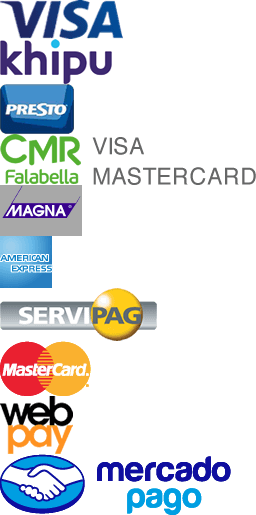 VISA
khipu
PRESTO
CMR VISA
Falabella MASTERCARD
MAGNA
AMERICAN
EXPRESS
SERVIPAG
MasterCard.
web
pay
mercado
pago